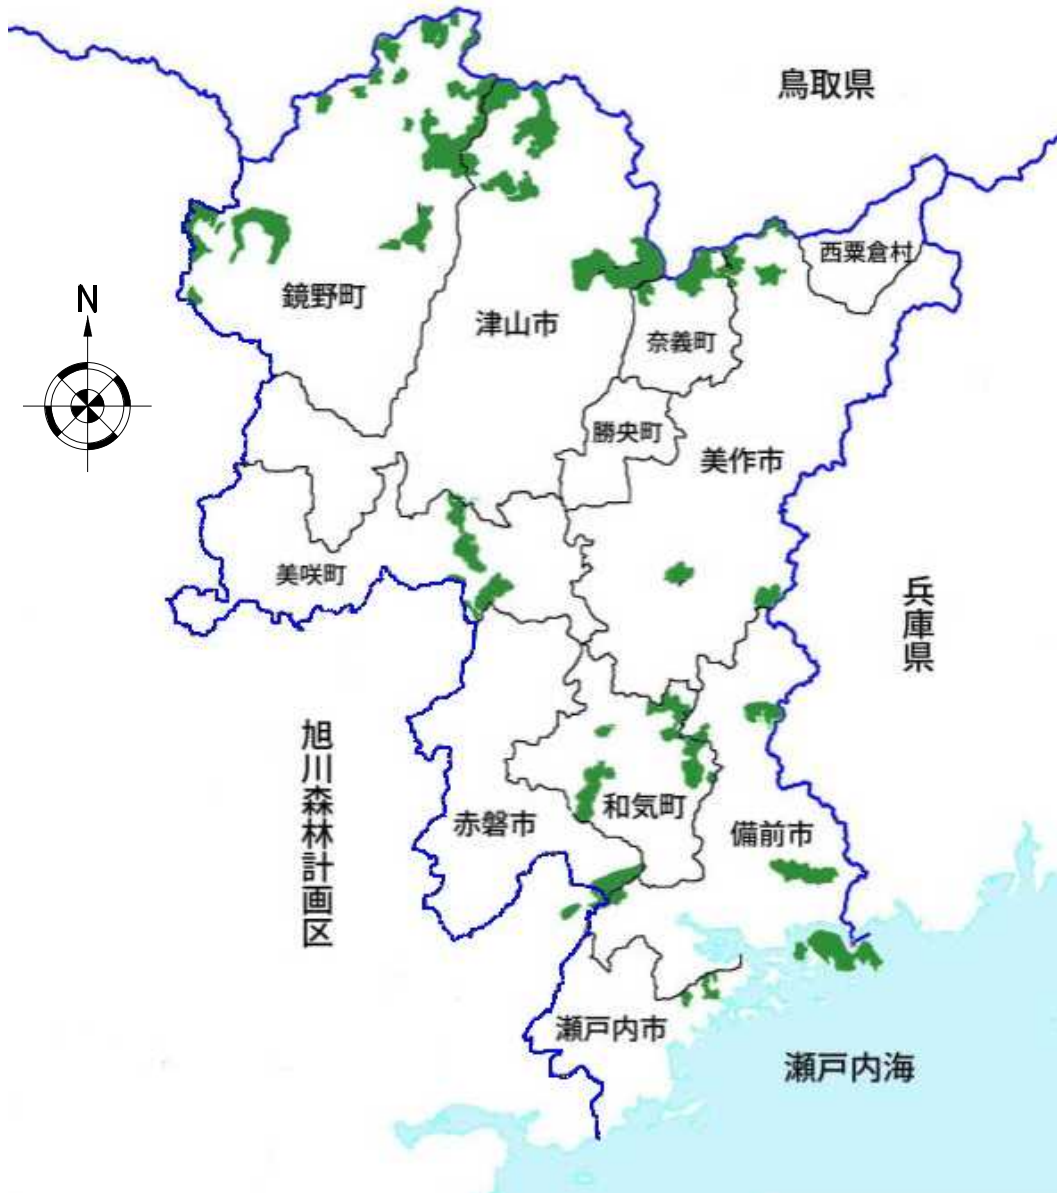 鳥取県
西粟倉村
N
鏡野町
津山市
奈義町
勝央町
美作市
美咲町
兵庫県
旭川森林計画区
和気町
赤磐市
備前市
瀬戸内市
瀬戸内海